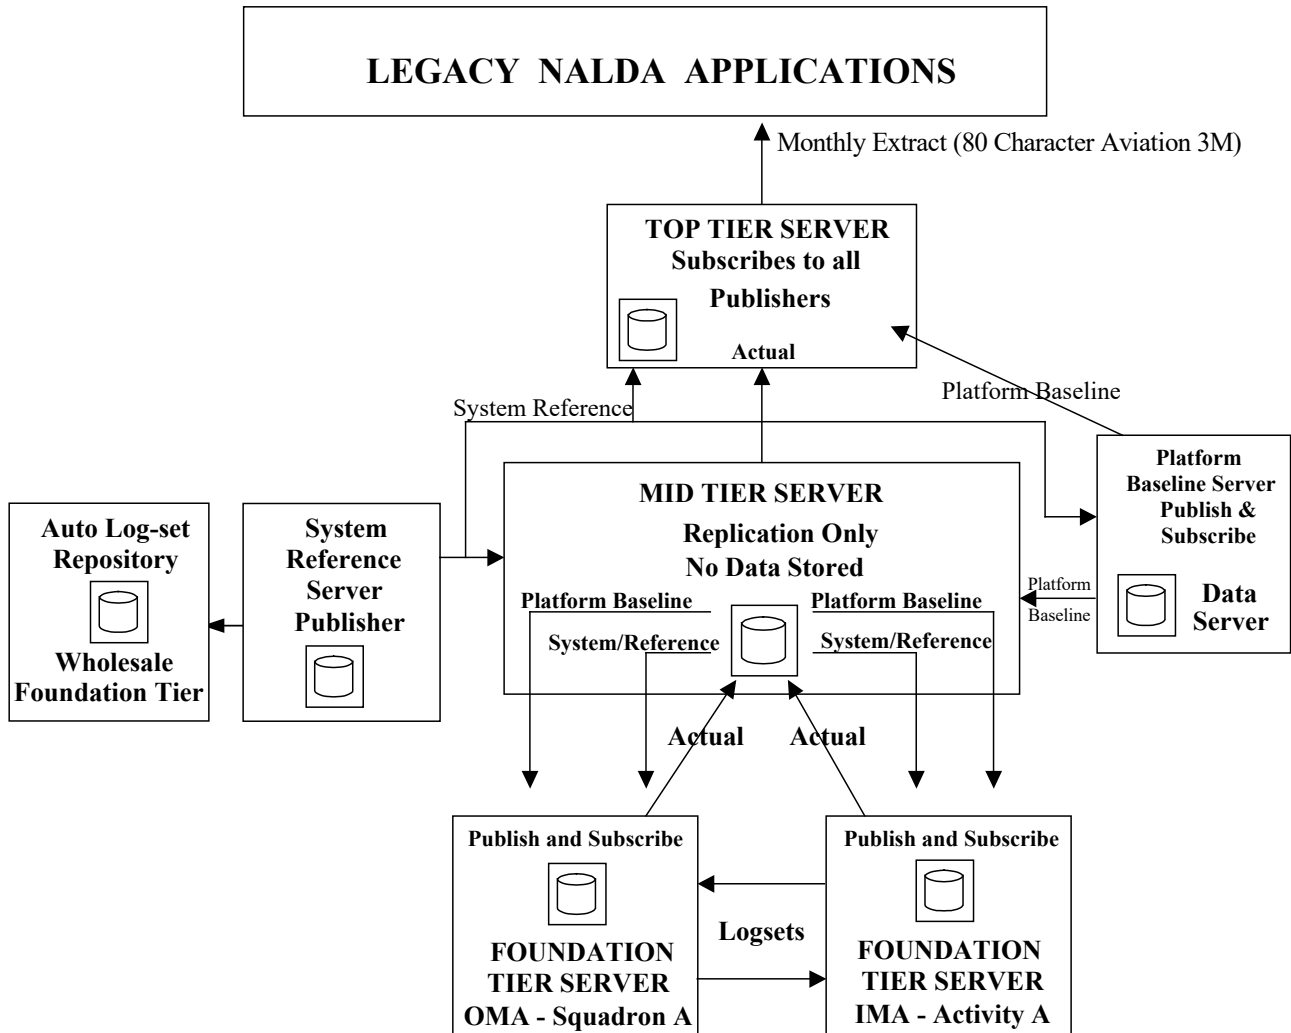 LEGACY NALDA APPLICATIONS
Monthly Extract (80 Character Aviation 3M)
TOP TIER SERVER
Subscribes to all
Publishers
Actual
System Reference
Platform Baseline
Platform
Baseline Server
Publish &
Subscribe
Data
Server
Platform
Baseline
MID TIER SERVER
Replication Only
No Data Stored
Platform Baseline
System/Reference
Platform Baseline
System/Reference
Auto Log-set
Repository
Wholesale
Foundation Tier
System
Reference
Server
Publisher
Actual
Actual
Publish and Subscribe
FOUNDATION
TIER SERVER
OMA - Squadron A
Logsets
Publish and Subscribe
FOUNDATION
TIER SERVER
IMA - Activity A